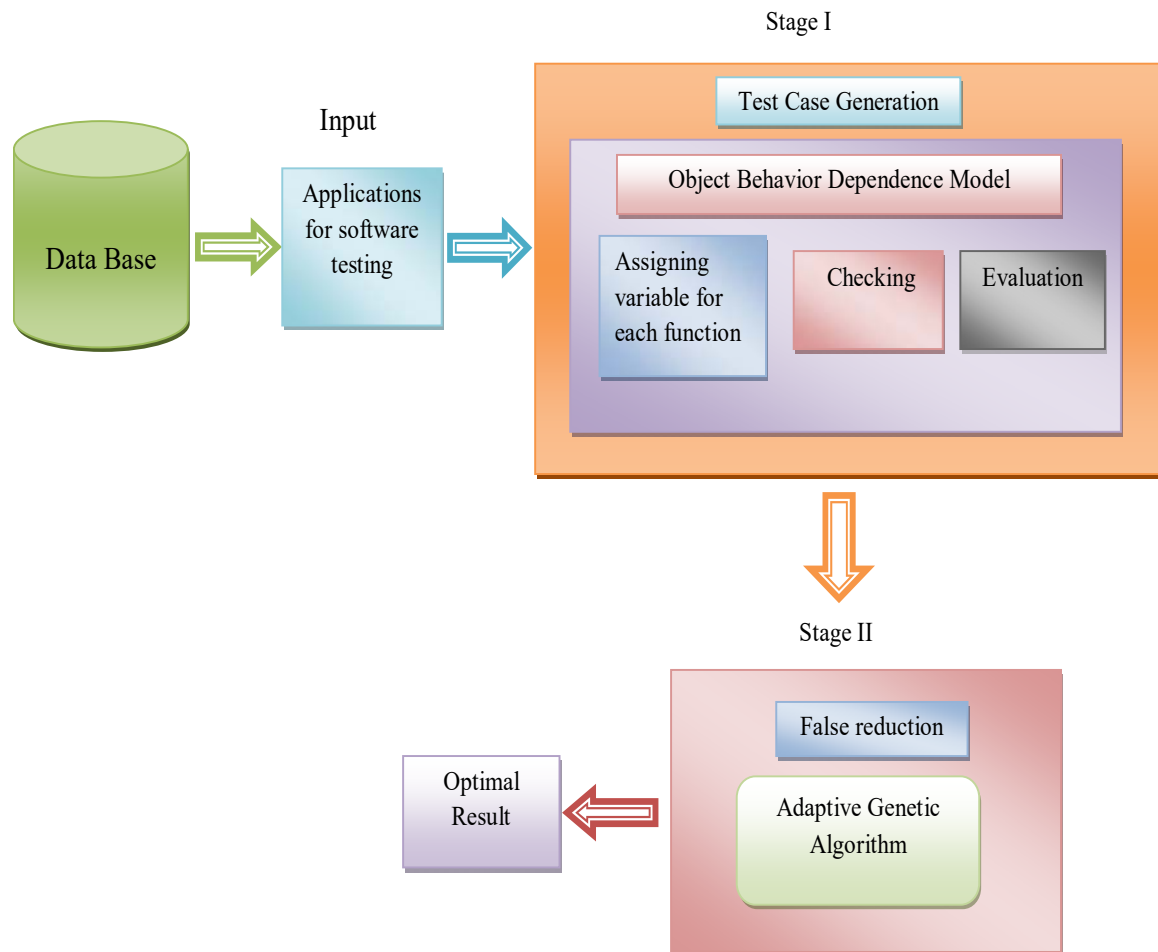 Stage I
Test Case Generation
Input
Object Behavior Dependence Model
Data Base
Applications
for software
testing
Assigning
variable for
each function
Checking
Evaluation
Stage II
False reduction
Optimal
Result
Adaptive Genetic
Algorithm